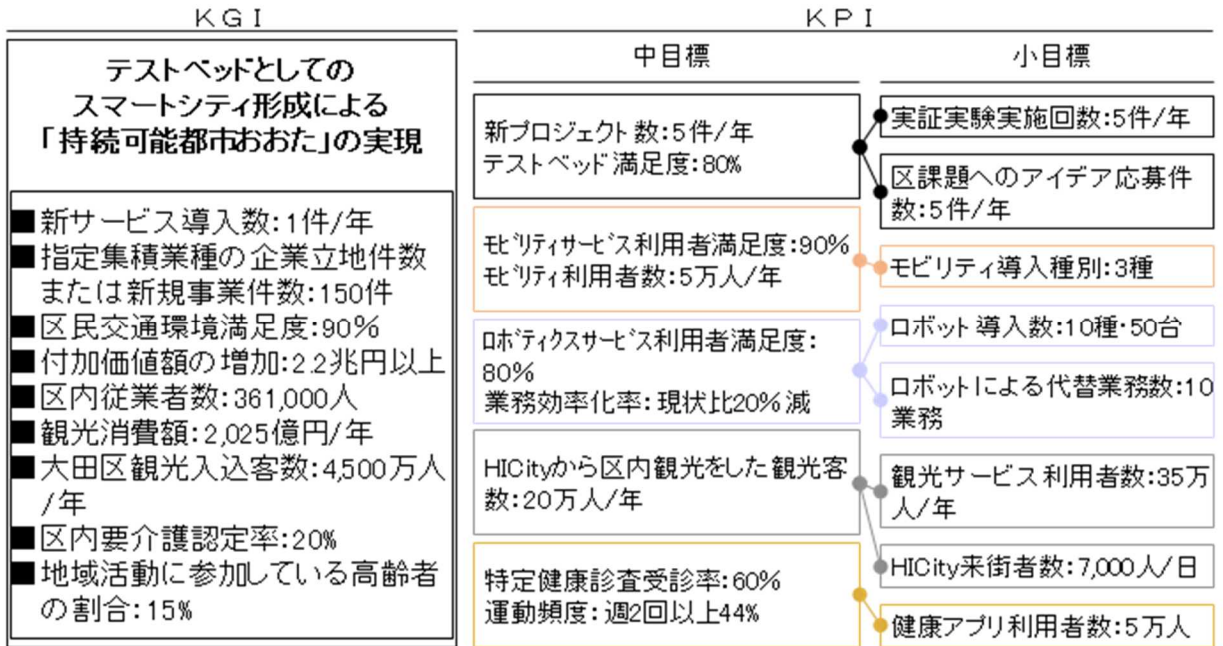 KGI
KPI
テストベッドとしての
スマートシティ形成による
「持続可能都市おおた」の実現
■新サービス導入数:1件/年
■指定集積業種の企業立地件数
または新規事業件数:150件
■区民交通環境満足度:90%
■付加価値額の増加:2.2兆円以上
■区内従業者数:361,000人
■観光消費額:2,025億円/年
■大田区観光入込客数:4,500万人
/年
■区内要介護認定率:20%
■地域活動に参加している高齢者
の割合:15%
中目標
新プロジェクト数:5件/年
テストベッド満足度:80%
モビリティサービス利用者満足度:90%
モビリティ利用者数:5万人/年
ロボティクスサービス利用者満足度:
80%
業務効率化率:現状比20%減
HICityから区内観光をした観光客
数:20万人/年
特定健康診査受診率:60%
運動頻度:週2回以上44%
小目標
実証実験実施回数:5件/年
区課題へのアイデア応募件
数:5件/年
モビリティ導入種別:3種
ロボット導入数:10種・50台
ロボットによる代替業務数:10
業務
観光サービス利用者数:35万
人/年
HICity来街者数:7,000人/日
健康アプリ利用者数:5万人